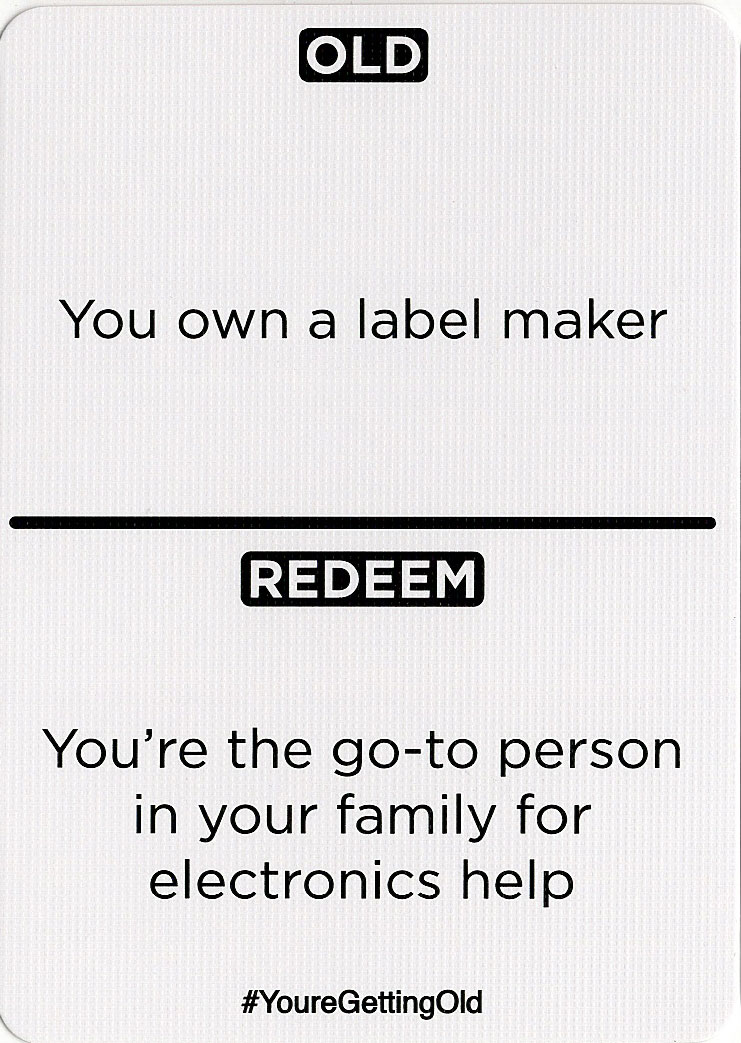 OLD
You own a label maker
REDEEM
You're the go-to person
in your family for
electronics help
#YoureGettingOld